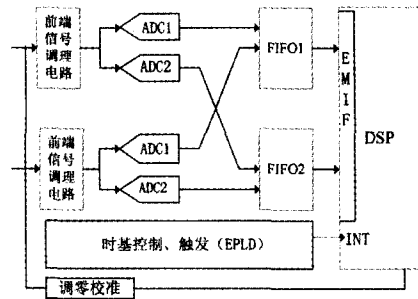 前端
信号
调理
电路
ADC1
ADC2
FIFO1
EMIF
DSP
前端
信号
调理
电路
ADC1
ADC2
FIFO2
时基控制、触发(EPLD)
INT
调零校准